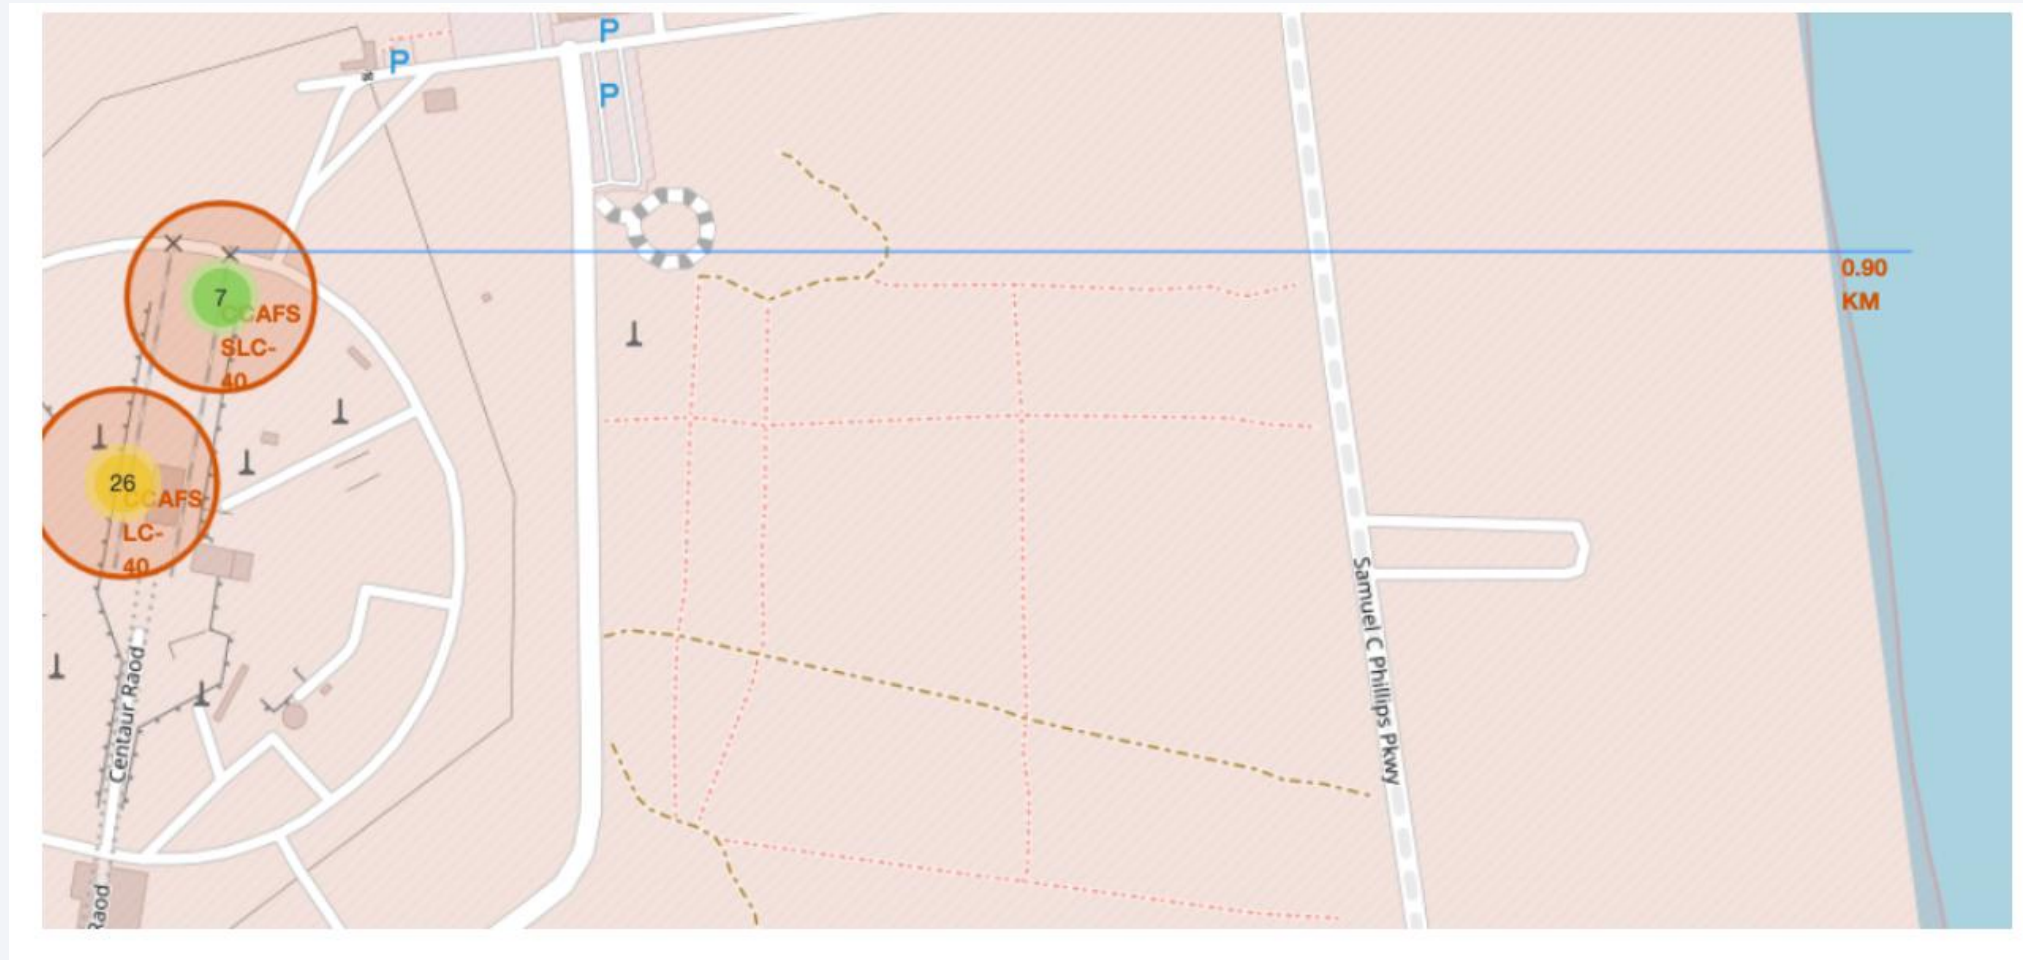 P
P
P
0.90
KM
7
CCAFS
SLC-
40
26
CCAFS
LC-
40
Samuel C Phillips Pkwy
Centaur Raod
Raod